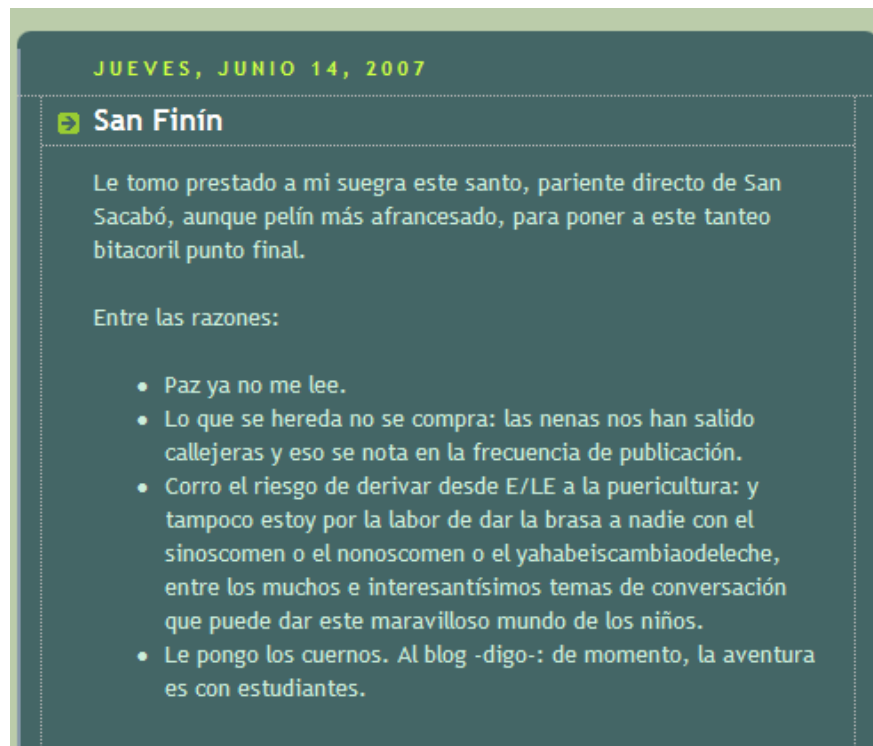 JUEVES, JUNIO 14, 2007
San Finín
Le tomo prestado a mi suegra este santo, pariente directo de San
Sacabó, aunque pelín más afrancesado, para poner a este tanteo
bitacoril punto final.
Entre las razones:
• Paz ya no me lee.
• Lo que se hereda no se compra: las nenas nos han salido
callejeras y eso se nota en la frecuencia de publicación.
• Corro el riesgo de derivar desde E/LE a la puericultura: y
tampoco estoy por la labor de dar la brasa a nadie con el
sinoscomen o el nonoscomen o el yahabeiscambiaodeleche,
entre los muchos e interesantísimos temas de conversación
que puede dar este maravilloso mundo de los niños.
• Le pongo los cuernos. Al blog -digo-: de momento, la aventura
es con estudiantes.